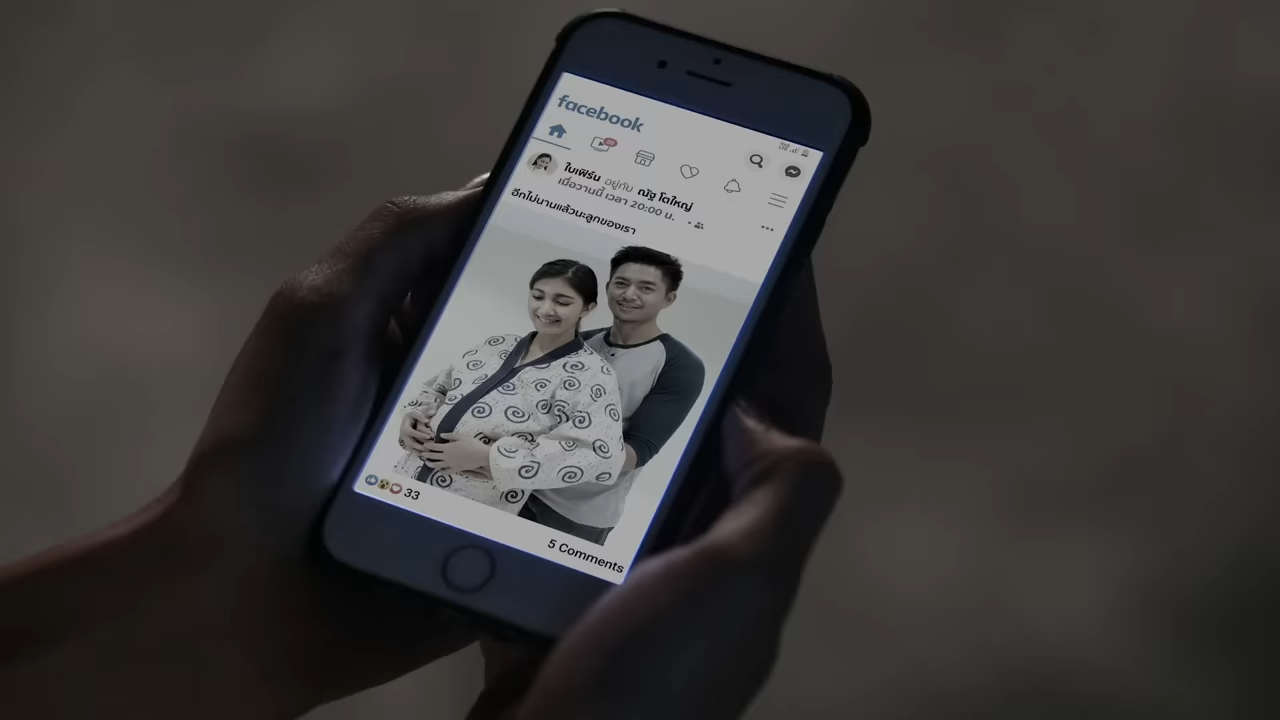 facebook
20
ใบเฟิร์น อยู่กับ ณัฐ โตใหญ่
เมื่อวานนี้ เวลา 20:00 น.
อีกไม่นานแล้วนะลูกของเรา
33
5 Comments